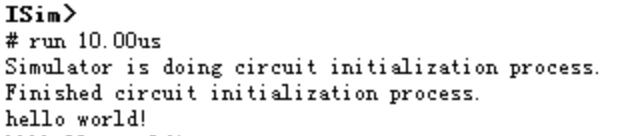 ISim>
# run 10.00us
Simulator is doing circuit initialization process.
Finished circuit initialization process.
hello world!